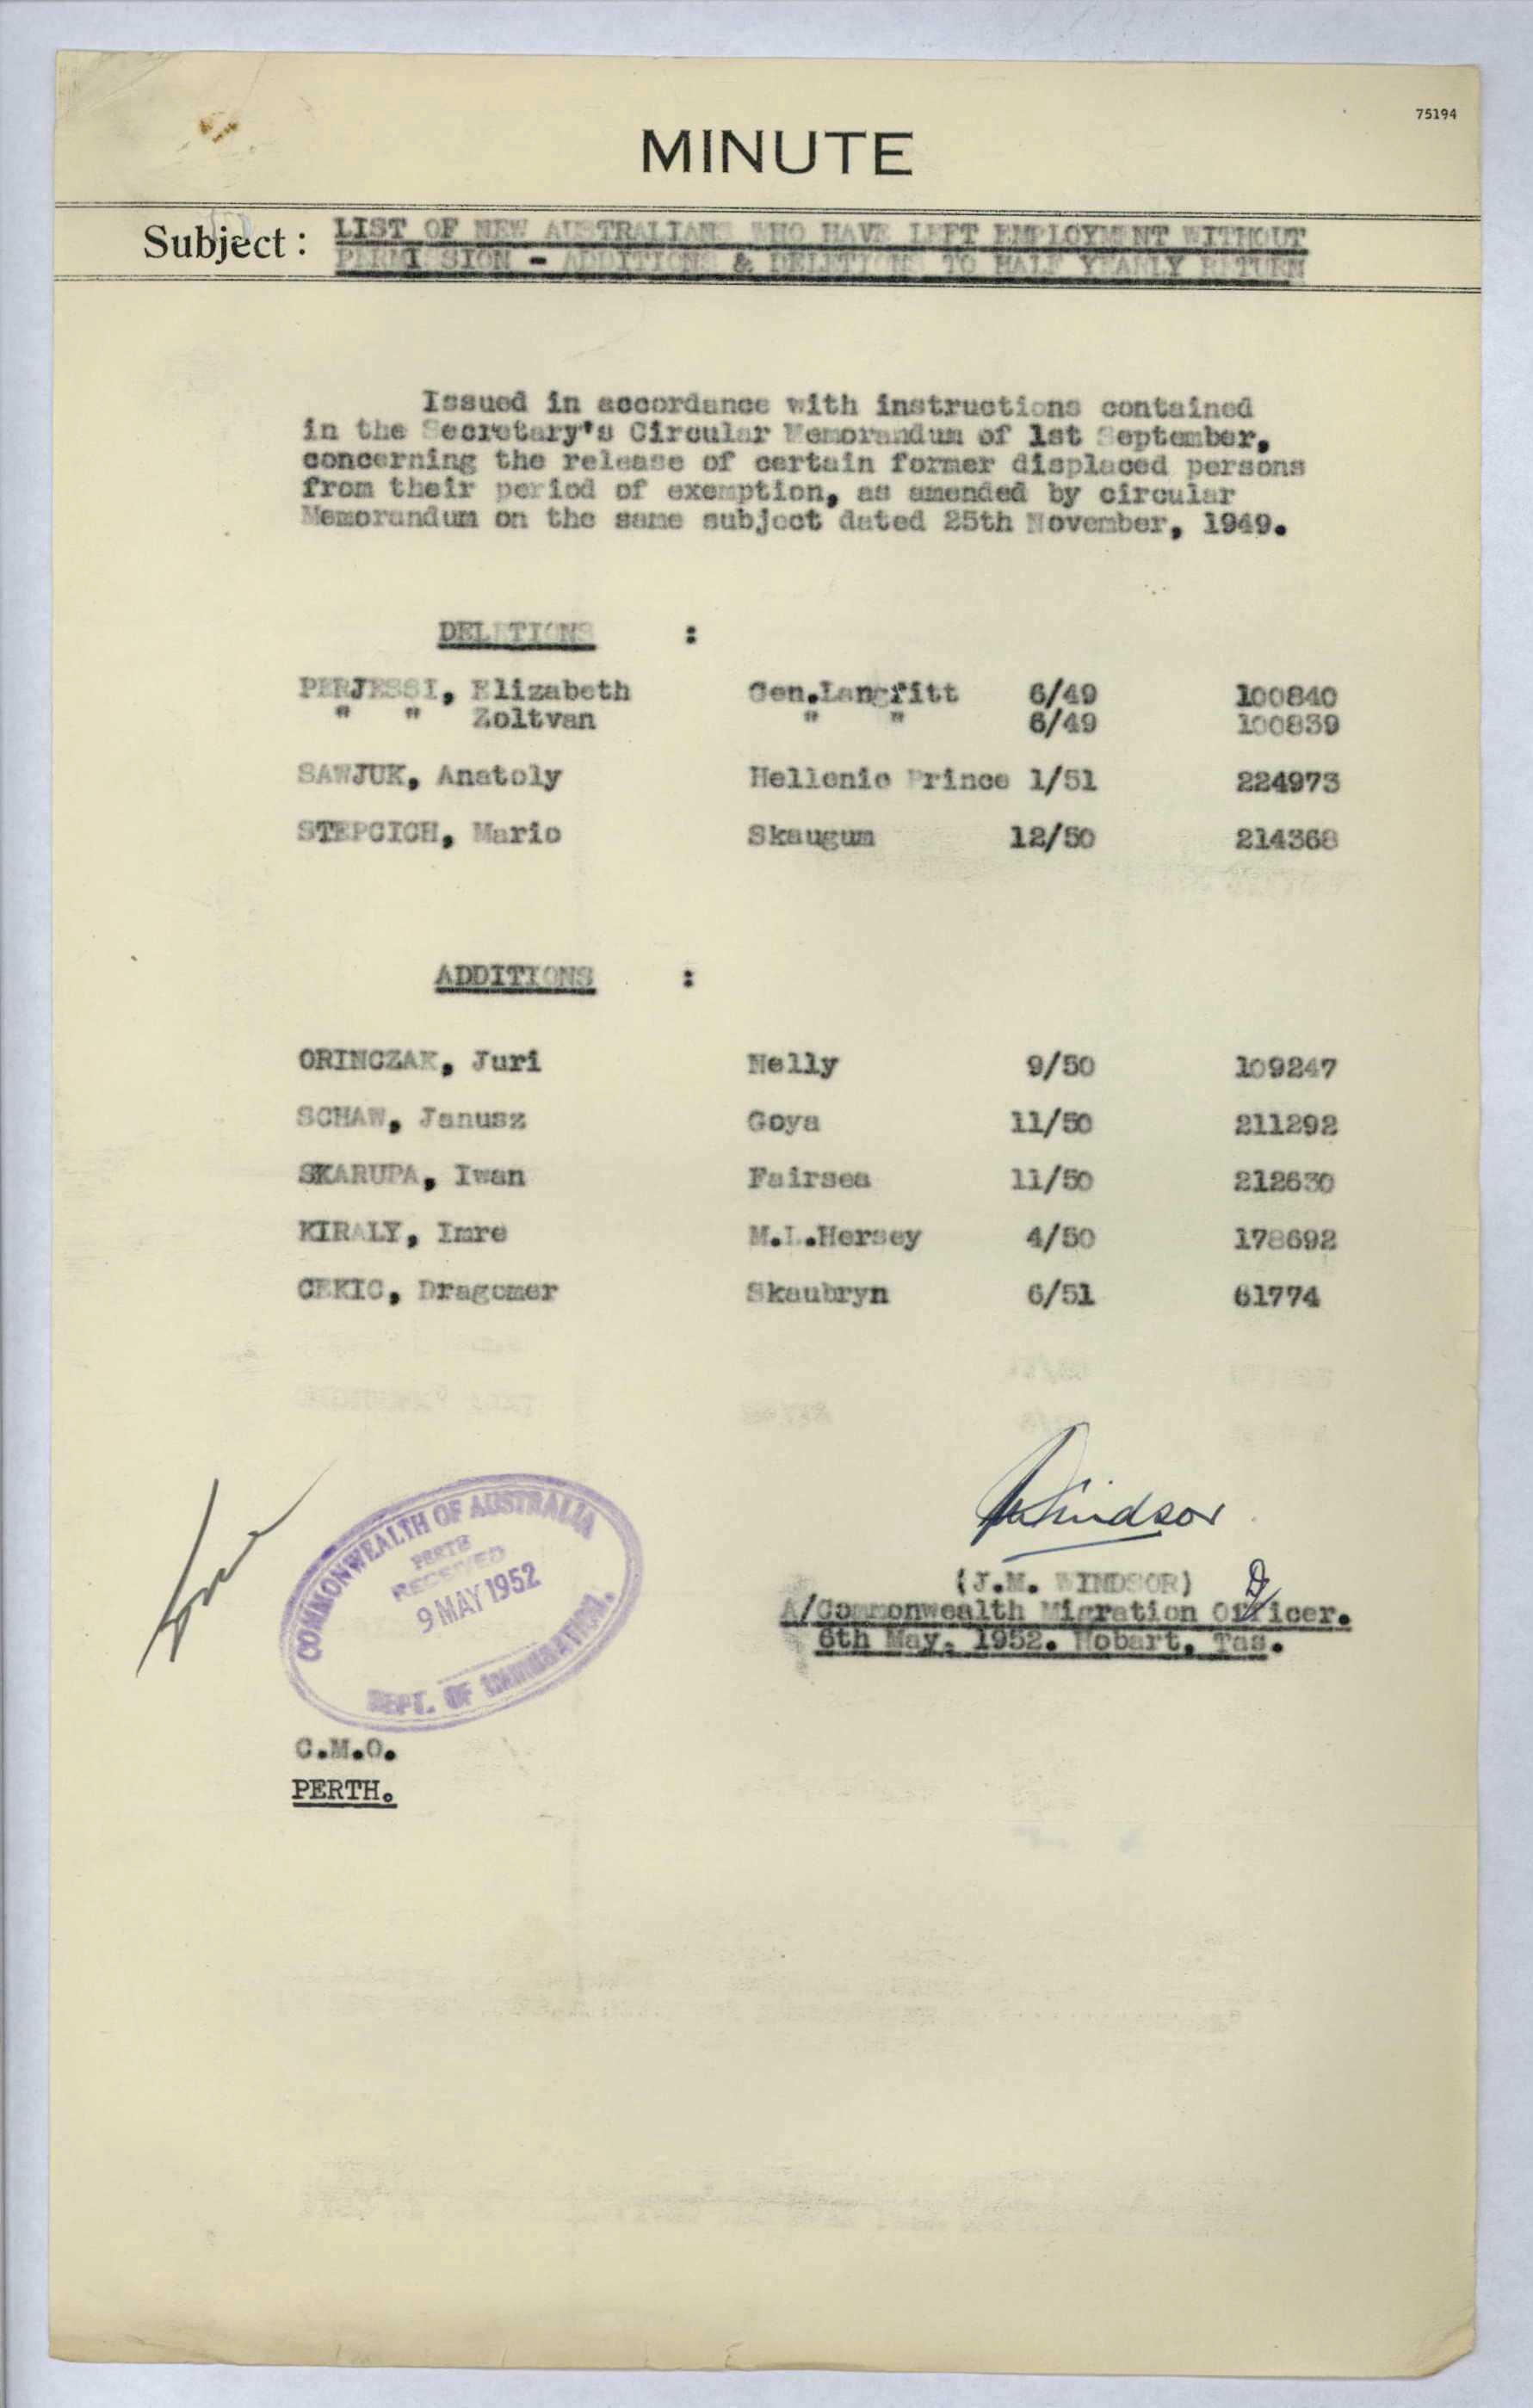 75194
MINUTE
Subject: LIST OF NEW AUSTRALIANS WHO HAVE LEFT EMPLOYMENT WITHOUT
PERMISSION - ADDITIONS & DELETIONS TO HALF YEARLY RETURN
Issued in accordance with instructions contained
in the Secretary's Circular Memorandum of 1st September,
concerning the release of certain former displaced persons
from their period of exemption, as amended by circular
Memorandum on the same subject dated 25th November, 1949.
DELETIONS :
PERJESSI, Elizabeth Gen.Langfitt 6/49 100840
" " Zoltvan " " 6/49 100839
SAWJUK, Anatoly Hellenic Prince 1/51 224973
STEPCICH, Mario Skaugum 12/50 214368
ADDITIONS :
ORINCZAK, Juri Nelly 9/50 109247
SCHAW, Janusz Goya 11/50 211292
SKARUPA, Iwan Fairsea 11/50 212630
KIRALY, Imre M.L.Hersey 4/50 178692
CEKIC, Dragomer Skaubryn 6/51 61774
COMMONWEALTH OF AUSTRALIA
PERTH
RECEIVED
9 MAY 1952
DEPT. OF IMMIGRATION.
Windsor
(J.M. WINDSOR)
A/Commonwealth Migration Officer.
6th May, 1952. Hobart, Tas.
C.M.O.
PERTH.